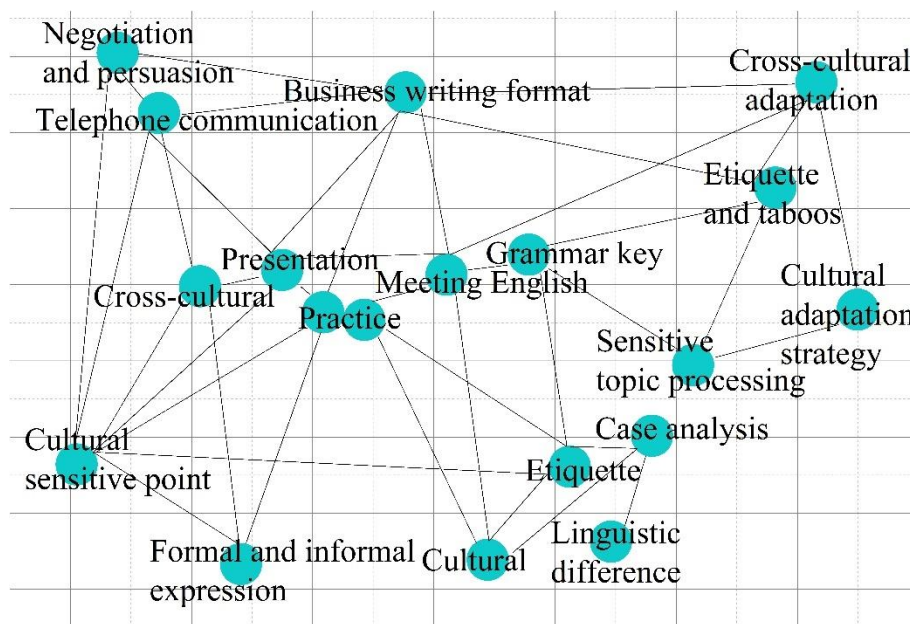 Negotiation
and persuasion
Telephone communication
Business writing format
Cross-cultural
adaptation
Etiquette
and taboos
Presentation
Cross-cultural
Practice
Meeting English
Grammar key
Cultural
adaptation
strategy
Sensitive
topic processing
Case analysis
Etiquette
Cultural
sensitive point
Formal and informal
expression
Cultural
Linguistic
difference